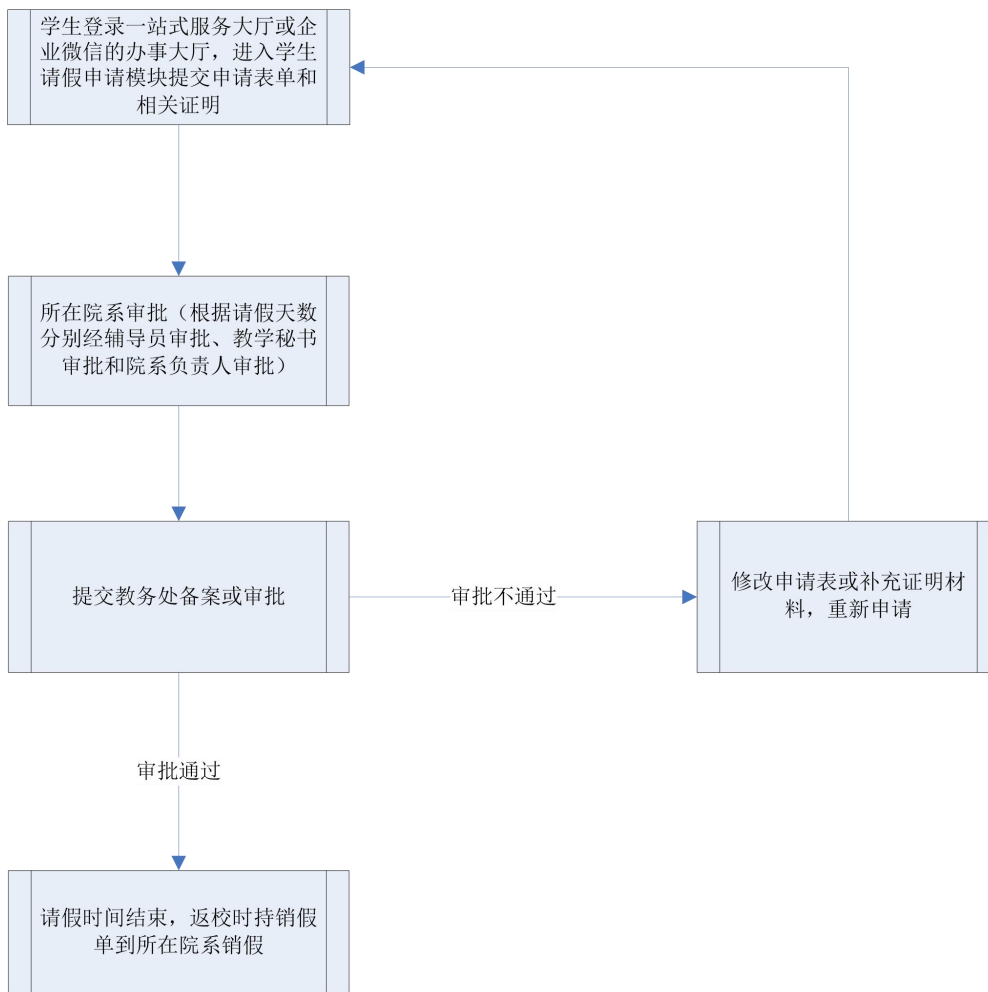 学生登录一站式服务大厅或企
业微信的办事大厅，进入学生
请假申请模块提交申请表单和
相关证明
所在院系审批（根据请假天数
分别经辅导员审批、教学秘书
审批和院系负责人审批）
提交教务处备案或审批
审批不通过
修改申请表或补充证明材
料，重新申请
审批通过
请假时间结束，返校时持销假
单到所在院系销假